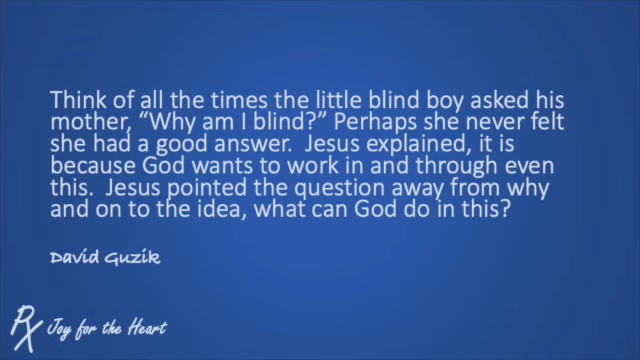 Think of all the times the little blind boy asked his
mother, “Why am I blind?” Perhaps she never felt
she had a good answer.  Jesus explained, it is
because God wants to work in and through even
this.  Jesus pointed the question away from why
and on to the idea, what can God do in this?
David Guzik
Rx Joy for the Heart